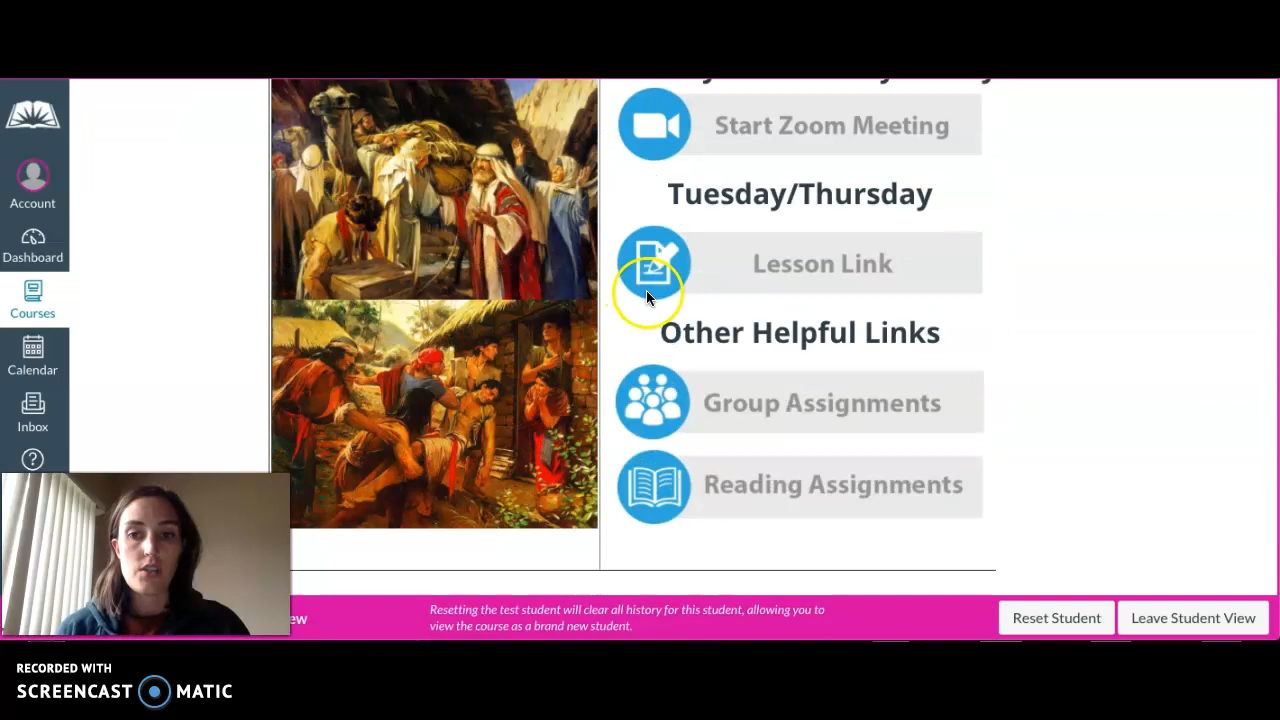 Start Zoom Meeting
Tuesday/Thursday
Lesson Link
Other Helpful Links
Group Assignments
Reading Assignments
Account
Dashboard
Courses
Calendar
Inbox
?
ew
Resetting the test student will clear all history for this student, allowing you to
view the course as a brand new student.
Reset Student
Leave Student View
RECORDED WITH
SCREENCAST MATIC